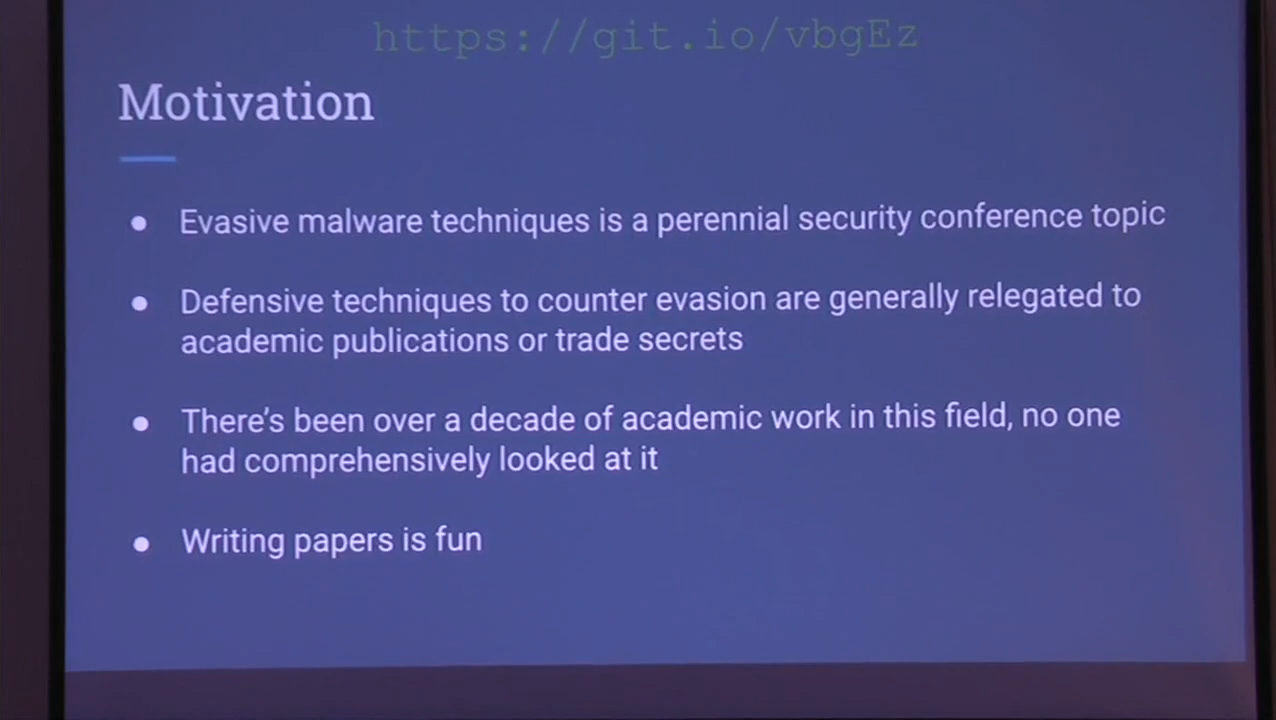 https://git.io/vbgEz
Motivation
● Evasive malware techniques is a perennial security conference topic
● Defensive techniques to counter evasion are generally relegated to
academic publications or trade secrets
● There's been over a decade of academic work in this field, no one
had comprehensively looked at it
● Writing papers is fun